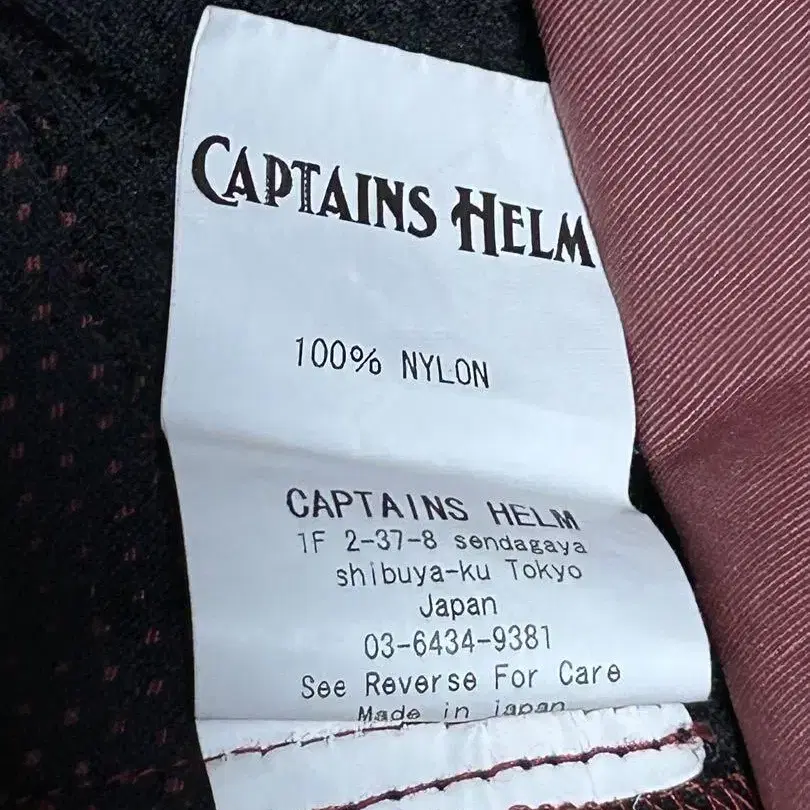 CAPTAINS HELM
100% NYLON
CAPTAINS HELM
1F 2-37-8 sendagaya
shibuya-ku Tokyo
Japan
03-6434-9381
See Reverse For Care
Made in japan